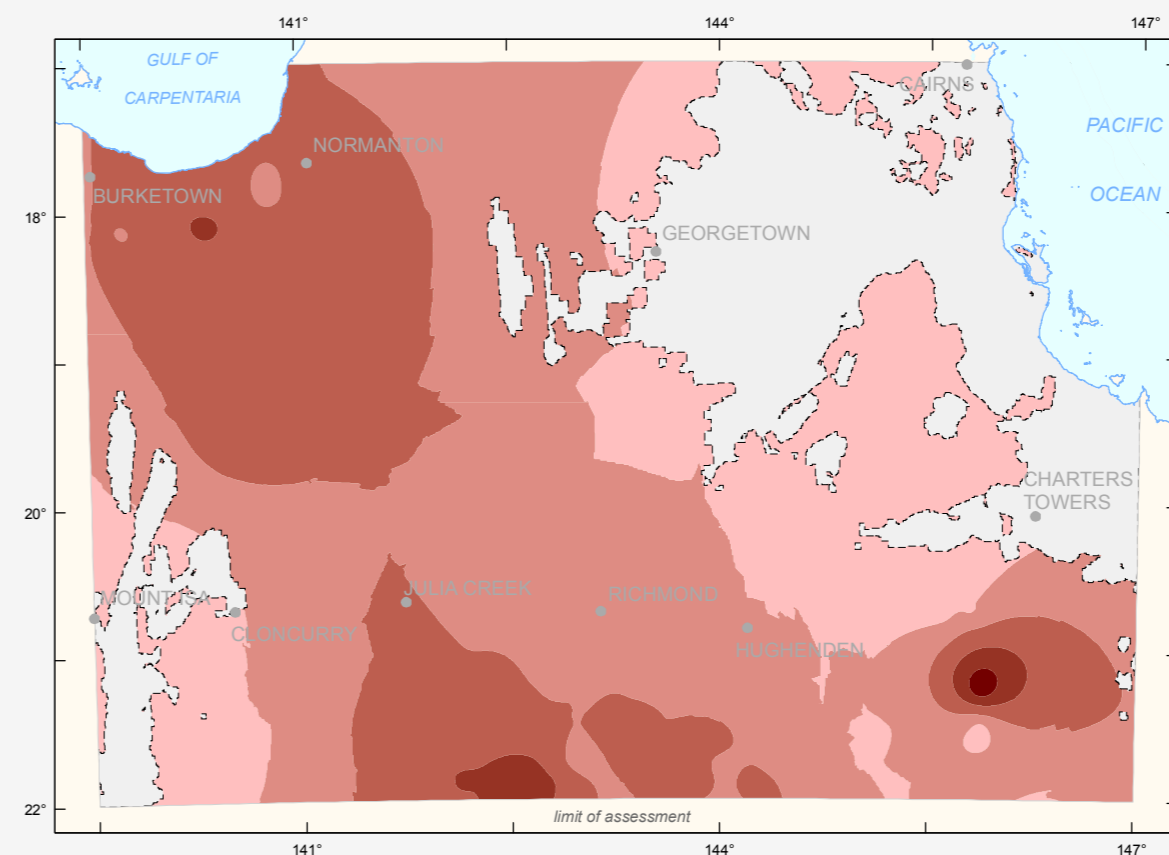 141° 144° 147°
GULF OF
CARPENTARIA
CAIRNS
PACIFIC
OCEAN
NORMANTON
BURKETOWN
18°
GEORGETOWN
CHARTERS
TOWERS
20°
MOUNT ISA
JULIA CREEK
RICHMOND
CLONCURRY
HUGHENDEN
22°
limit of assessment
141° 144° 147°